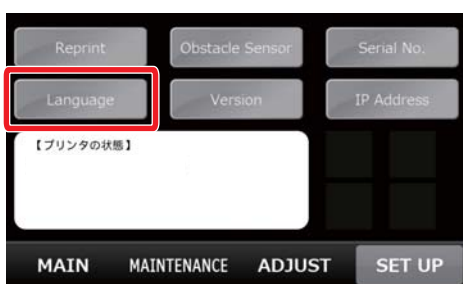 Reprint Obstacle Sensor Serial No.
Language Version IP Address
【プリンタの状態】
MAIN MAINTENANCE ADJUST SET UP